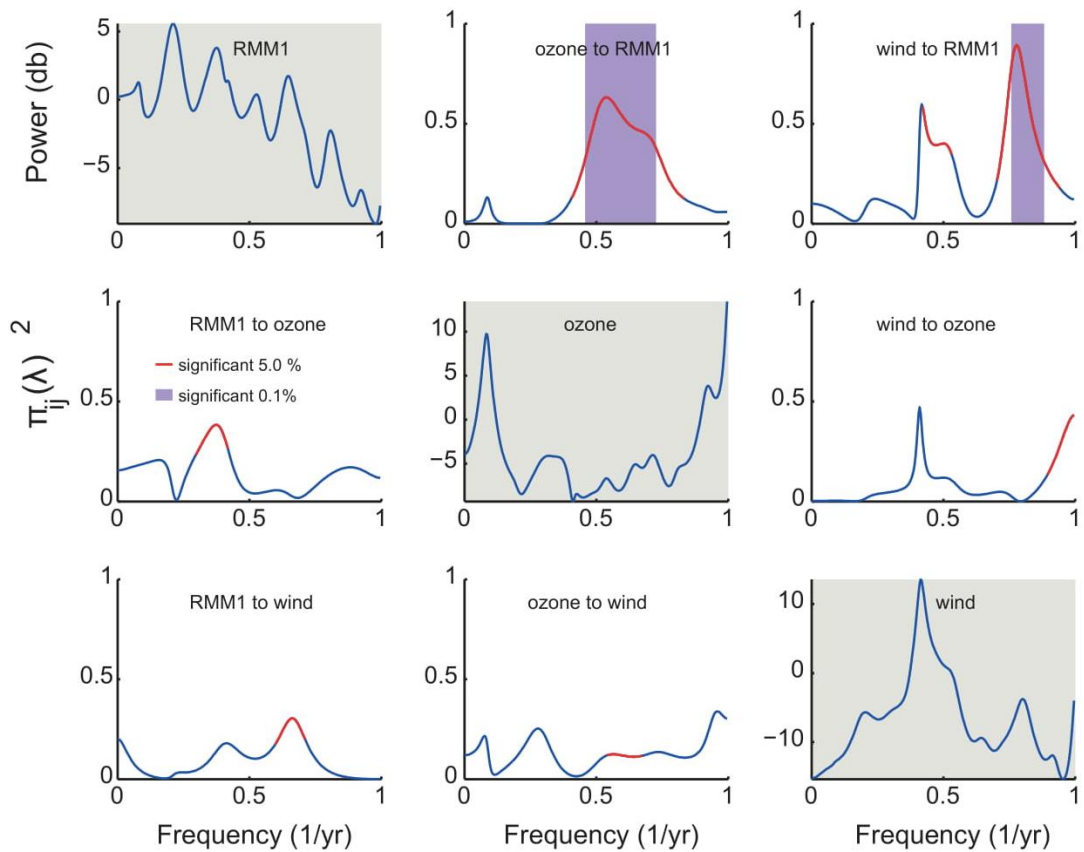 Power (db)
5
0
−5
RMM1
0 0.5 1
1
0.5
0
ozone to RMM1
0 0.5 1
1
0.5
0
wind to RMM1
0 0.5 1
π_ij(λ)²
1
0.5
0
RMM1 to ozone
significant 5.0 %
significant 0.1%
0 0.5 1
10
5
0
−5
ozone
0 0.5 1
1
0.5
0
wind to ozone
0 0.5 1
1
0.5
0
RMM1 to wind
0 0.5 1
Frequency (1/yr)
1
0.5
0
ozone to wind
0 0.5 1
Frequency (1/yr)
10
0
−10
wind
0 0.5 1
Frequency (1/yr)